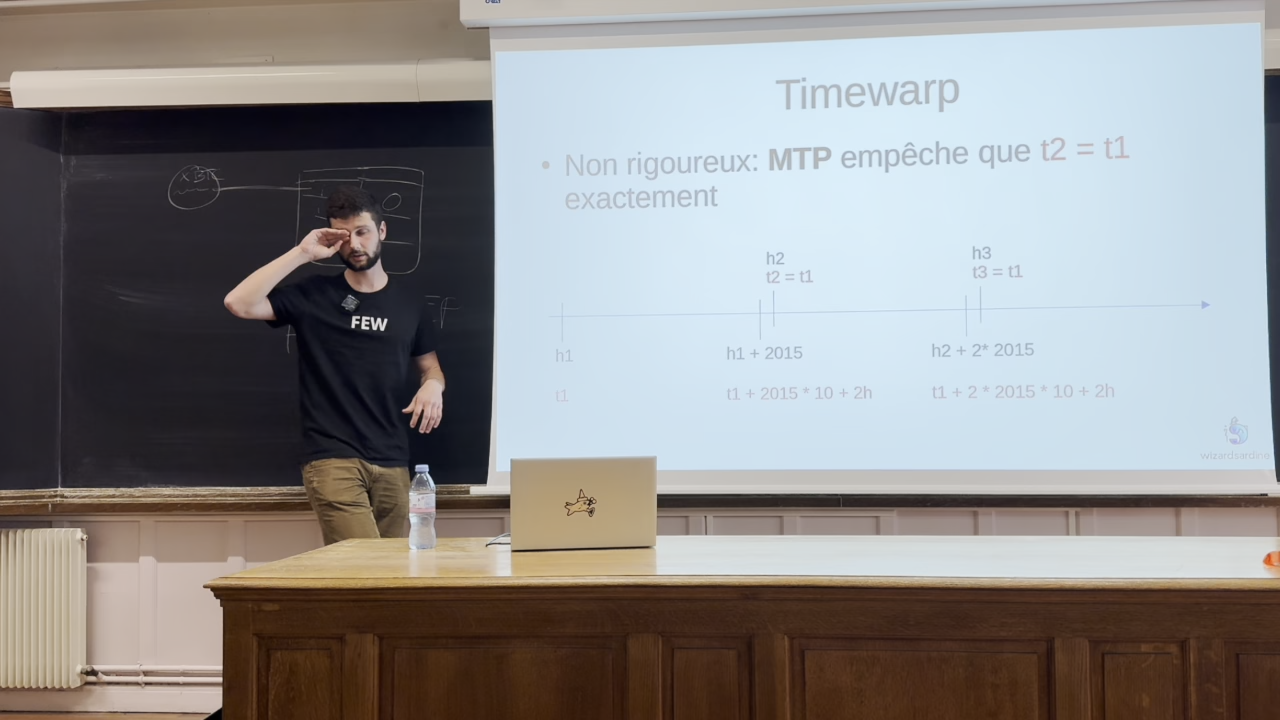 Timewarp
• Non rigoureux: MTP empêche que t2 = t1
exactement
h2
t2 = t1
h3
t3 = t1
h1
h1 + 2015
h2 + 2* 2015
t1
t1 + 2015 * 10 + 2h
t1 + 2 * 2015 * 10 + 2h
wizardsardine
FEW